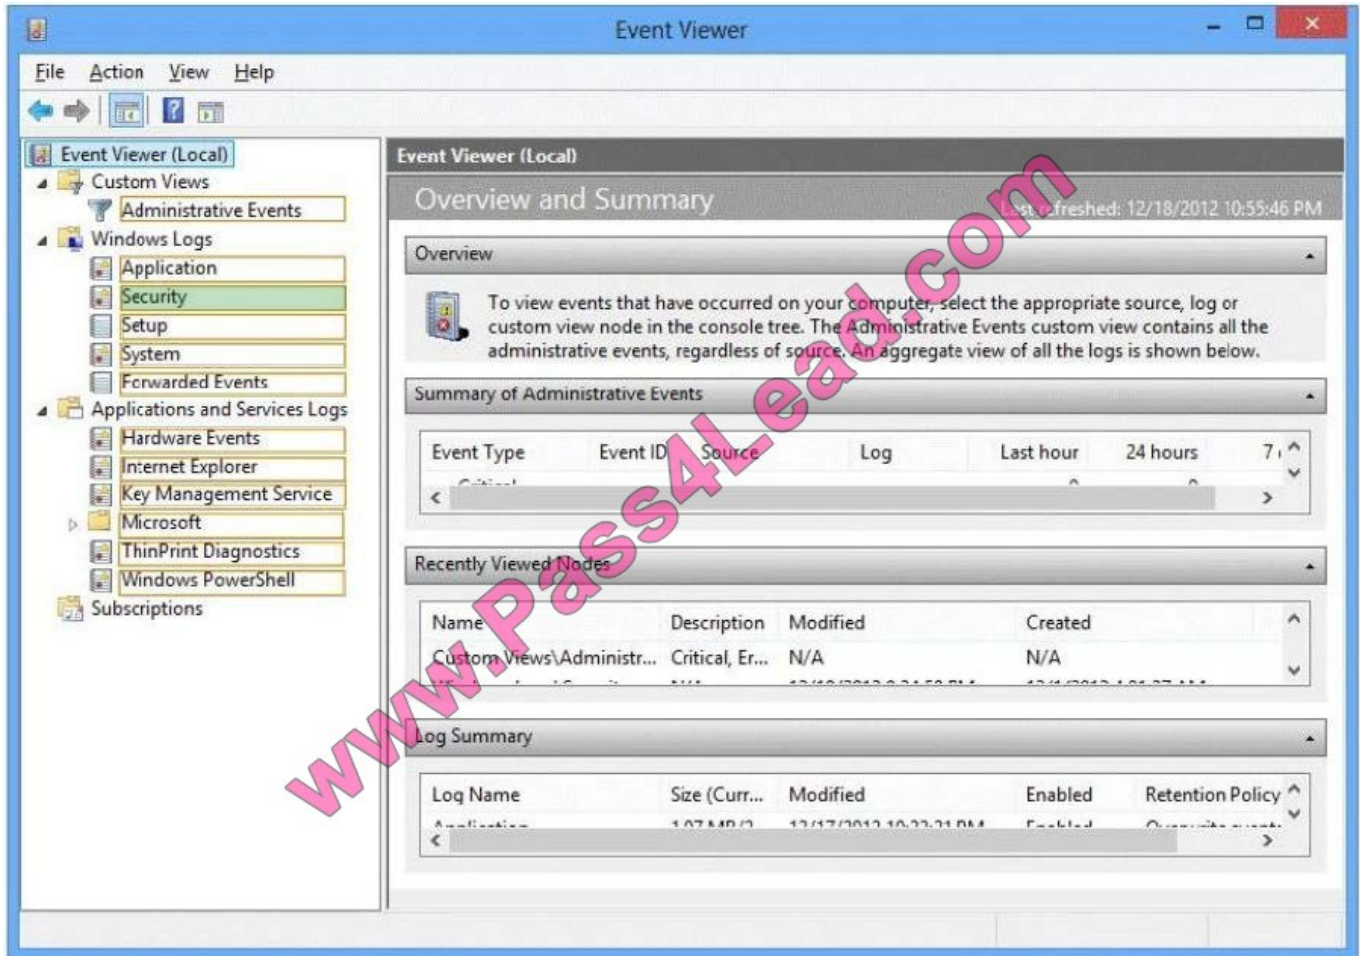 Event Viewer
File Action View Help
Event Viewer (Local)
Custom Views
Administrative Events
Windows Logs
Application
Security
Setup
System
Forwarded Events
Applications and Services Logs
Hardware Events
Internet Explorer
Key Management Service
Microsoft
ThinPrint Diagnostics
Windows PowerShell
Subscriptions
Event Viewer (Local)
Overview and Summary
Last refreshed: 12/18/2012 10:55:46 PM
Overview
To view events that have occurred on your computer, select the appropriate source, log or
custom view node in the console tree. The Administrative Events custom view contains all the
administrative events, regardless of source. An aggregate view of all the logs is shown below.
Summary of Administrative Events
Event Type Event ID Source Log Last hour 24 hours 7
Recently Viewed Nodes
Name Description Modified Created
Custom Views\Administr... Critical, Er... N/A N/A
Log Summary
Log Name Size (Curr... Modified Enabled Retention Policy
www.Pass4Lead.com